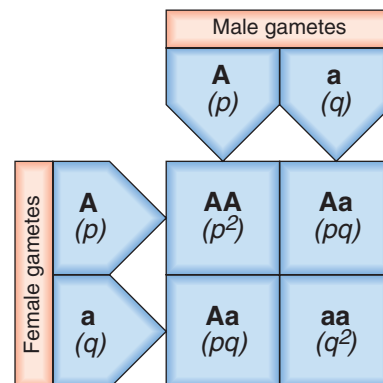 Male gametes
A
(p)
a
(q)
Female gametes
A
(p)
AA
(p²)
Aa
(pq)
a
(q)
Aa
(pq)
aa
(q²)